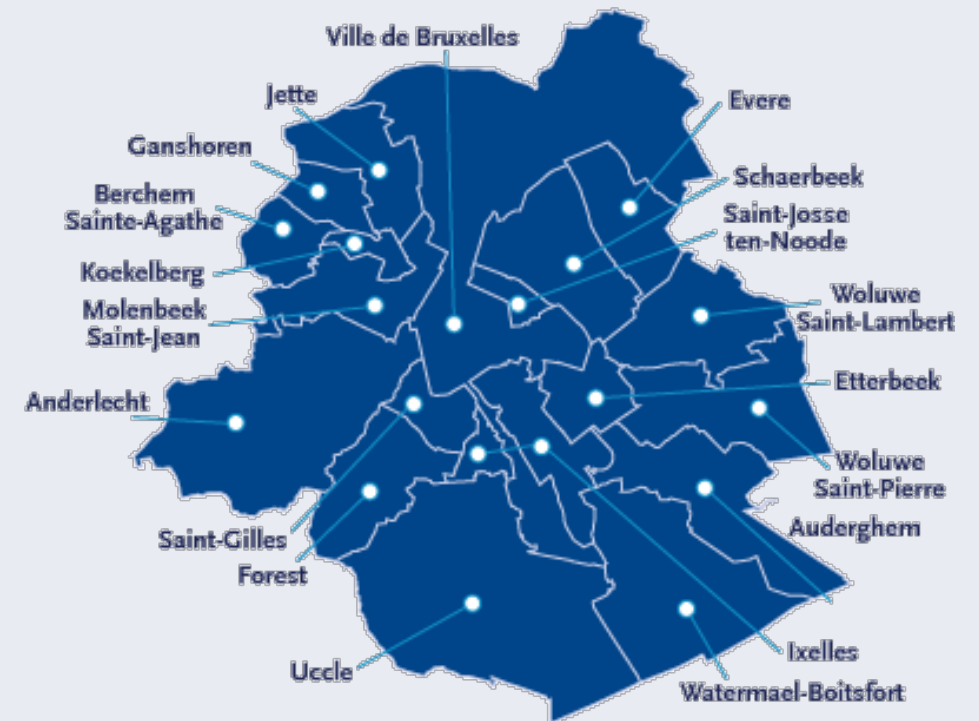 Ville de Bruxelles
Jette
Evere
Ganshoren
Schaerbeek
Berchem
Sainte-Agathe
Saint-Josse
ten-Noode
Koekelberg
Molenbeek
Saint-Jean
Woluwe
Saint-Lambert
Etterbeek
Anderlecht
Woluwe
Saint-Pierre
Auderghem
Saint-Gilles
Forest
Ixelles
Uccle
Watermael-Boitsfort